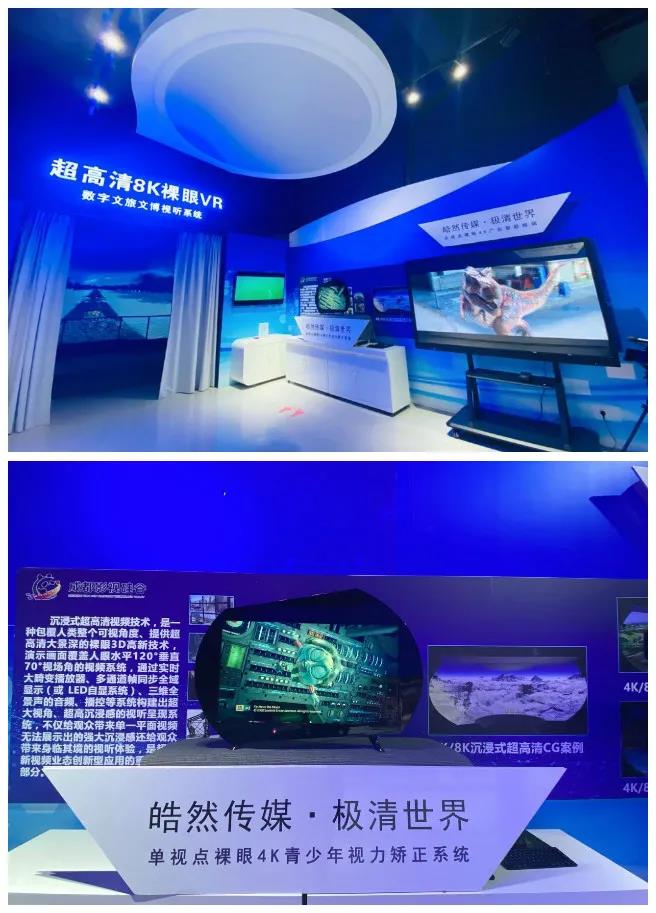 超高清8K裸眼VR
数字文旅文博视听系统
皓然传媒·极清世界
皓然传媒·极清世界
成都影视硅谷
沉浸式超高清视频技术，是一
种包覆人类整个可视角度、提供超
高清大景深的裸眼3D高新技术，
演示画面覆盖人眼水平120°垂直
70°视场角的视频系统，通过实时
大畸变播放器、多通道帧同步全域
显示（或 LED自显系统）、三维全
景声的音频、播控等系统构建出超
大视角、超高沉浸感的视听呈现系
统，不仅给观众带来单一平面视频
无法展示出的强大沉浸感还给观众
带来身临其境的视听体验，是超
新视频业态创新型应用的
部分。
/8K沉浸式超高清CG案例
4K/8
4K/8
皓然传媒·极清世界
单视点裸眼4K青少年视力矫正系统